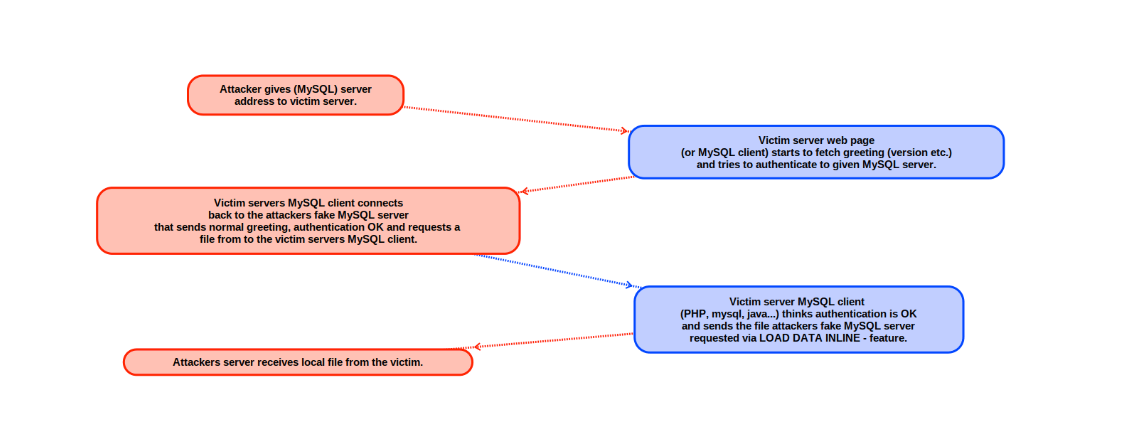 Attacker gives (MySQL) server
address to victim server.
Victim server web page
(or MySQL client) starts to fetch greeting (version etc.)
and tries to authenticate to given MySQL server.
Victim servers MySQL client connects
back to the attackers fake MySQL server
that sends normal greeting, authentication OK and requests a
file from to the victim servers MySQL client.
Victim server MySQL client
(PHP, mysql, java...) thinks authentication is OK
and sends the file attackers fake MySQL server
requested via LOAD DATA INLINE - feature.
Attackers server receives local file from the victim.